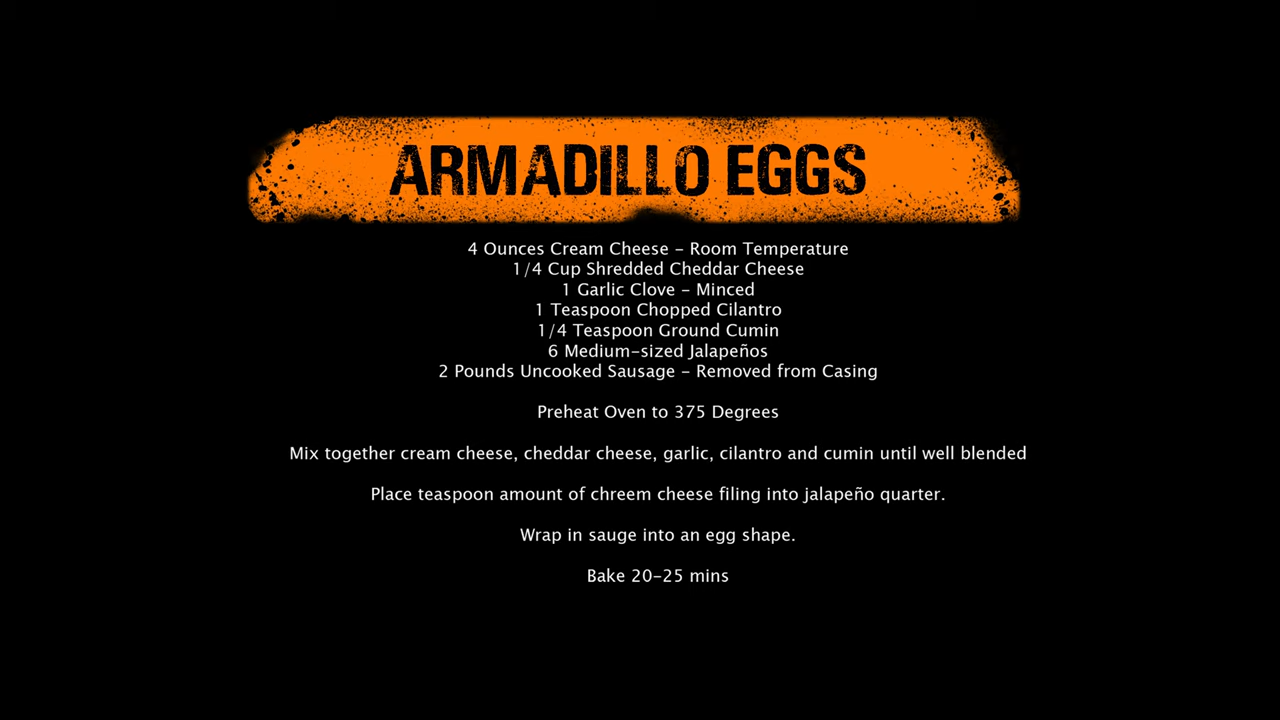 ARMADILLO EGGS
4 Ounces Cream Cheese – Room Temperature
1/4 Cup Shredded Cheddar Cheese
1 Garlic Clove – Minced
1 Teaspoon Chopped Cilantro
1/4 Teaspoon Ground Cumin
6 Medium-sized Jalapeños
2 Pounds Uncooked Sausage – Removed from Casing
Preheat Oven to 375 Degrees
Mix together cream cheese, cheddar cheese, garlic, cilantro and cumin until well blended
Place teaspoon amount of chreem cheese filing into jalapeño quarter.
Wrap in sauge into an egg shape.
Bake 20-25 mins